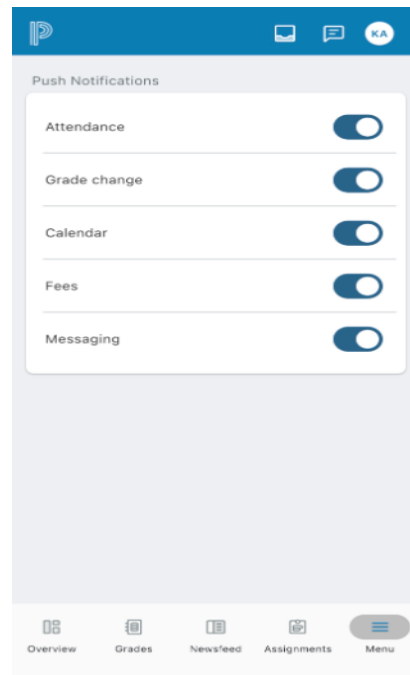 KA
Push Notifications
Attendance
Grade change
Calendar
Fees
Messaging
Overview Grades Newsfeed Assignments Menu